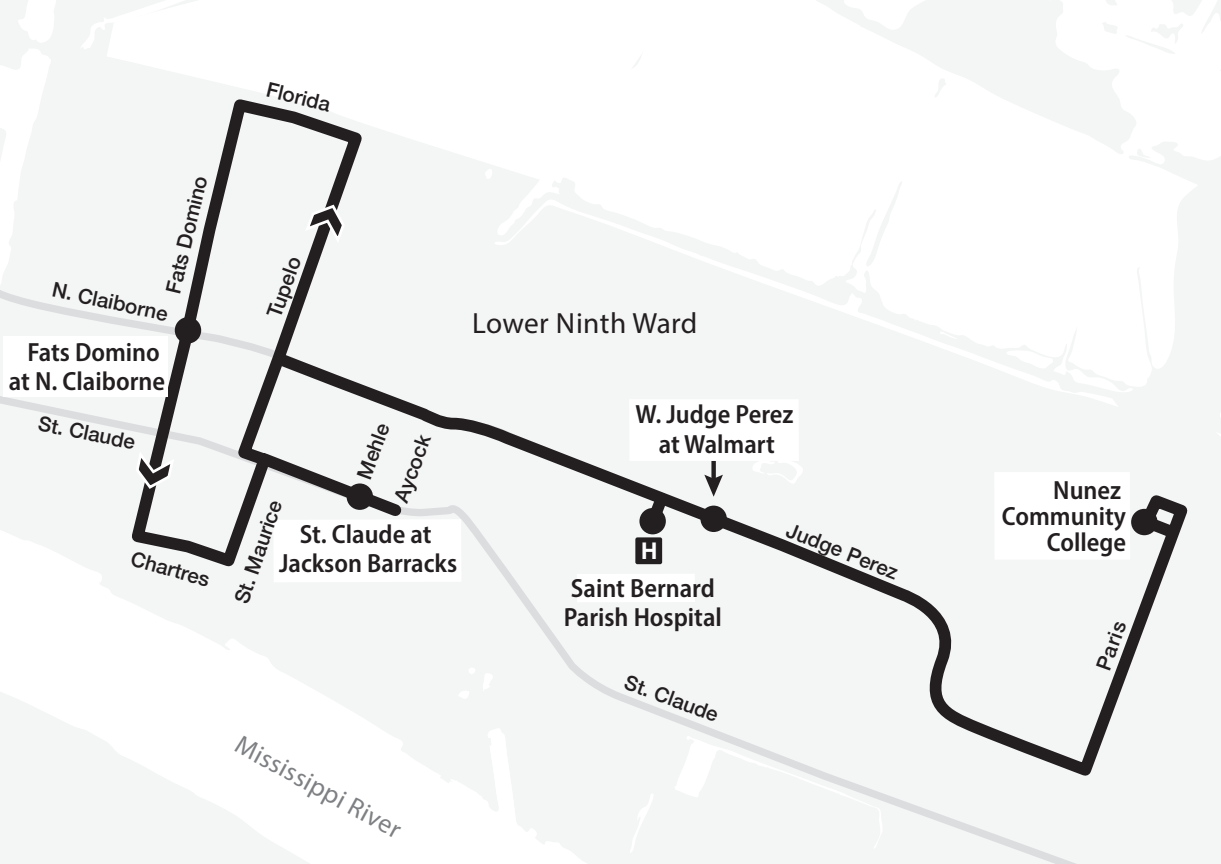 Florida
Fats Domino
Tupelo
N. Claiborne
Fats Domino
at N. Claiborne
Lower Ninth Ward
St. Claude
Mehle
Aycock
W. Judge Perez
at Walmart
Nunez
Community
College
St. Claude at
Jackson Barracks
St. Maurice
Chartres
H
Saint Bernard
Parish Hospital
Judge Perez
Paris
St. Claude
Mississippi River